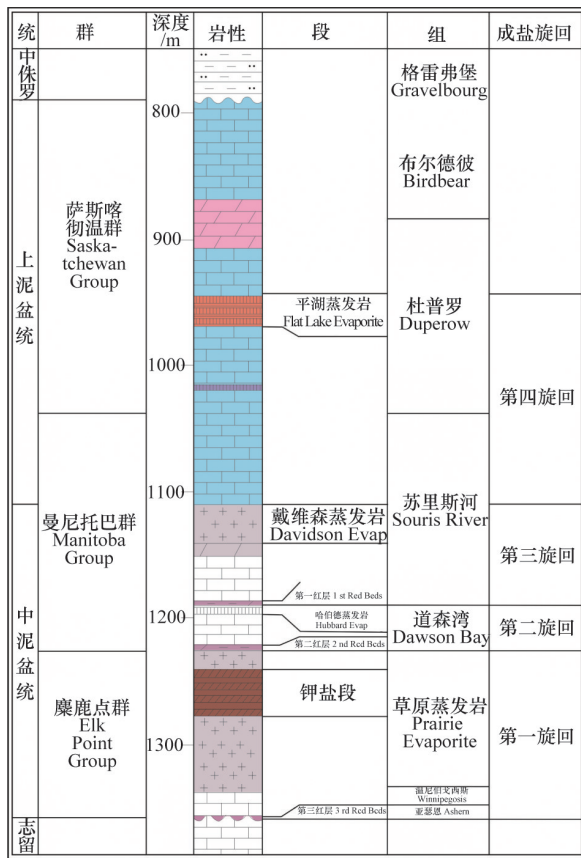 统
群
深度
/m
岩性
段
组
成盐旋回
中侏罗
格雷弗堡
Gravelbourg
800
布尔德彼
Birdbear
萨斯喀
彻温群
Saska-
tchewan
Group
900
上泥盆统
平湖蒸发岩
Flat Lake Evaporite
杜普罗
Duperow
1000
第四旋回
1100
曼尼托巴群
Manitoba
Group
戴维森蒸发岩
Davidson Evap
苏里斯河
Souris River
第三旋回
第一红层 1 st Red Beds
1200
哈伯德蒸发岩
Hubbard Evap
道森湾
Dawson Bay
第二旋回
第二红层 2 nd Red Beds
中泥盆统
麋鹿点群
Elk
Point
Group
钾盐段
草原蒸发岩
Prairie
Evaporite
第一旋回
1300
温尼伯戈西斯
Winnipegosis
第三红层 3 rd Red Beds
亚瑟恩 Ashern
志留